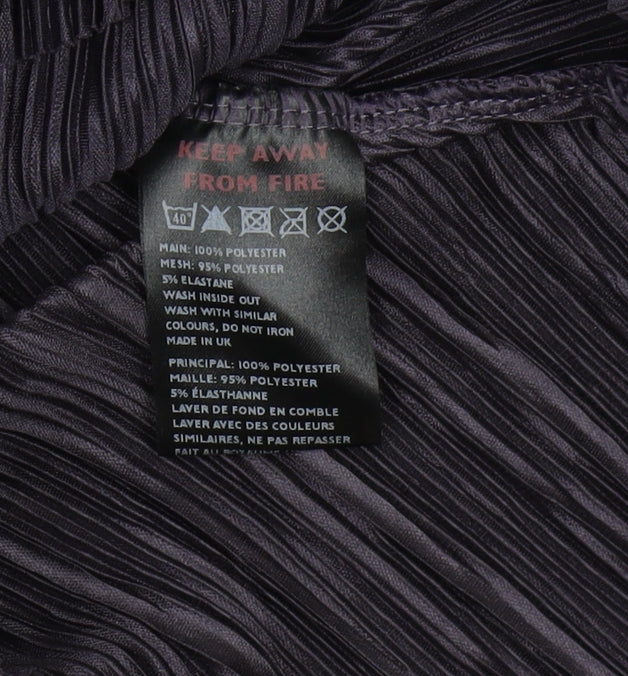 KEEP AWAY
FROM FIRE
40°
MAIN: 100% POLYESTER
MESH: 95% POLYESTER
5% ELASTANE
WASH INSIDE OUT
WASH WITH SIMILAR
COLOURS, DO NOT IRON
MADE IN UK
PRINCIPAL: 100% POLYESTER
MAILLE: 95% POLYESTER
5% ÉLASTHANNE
LAVER DE FOND EN COMBLE
LAVER AVEC DES COULEURS
SIMILAIRES, NE PAS REPASSER
FAIT AU